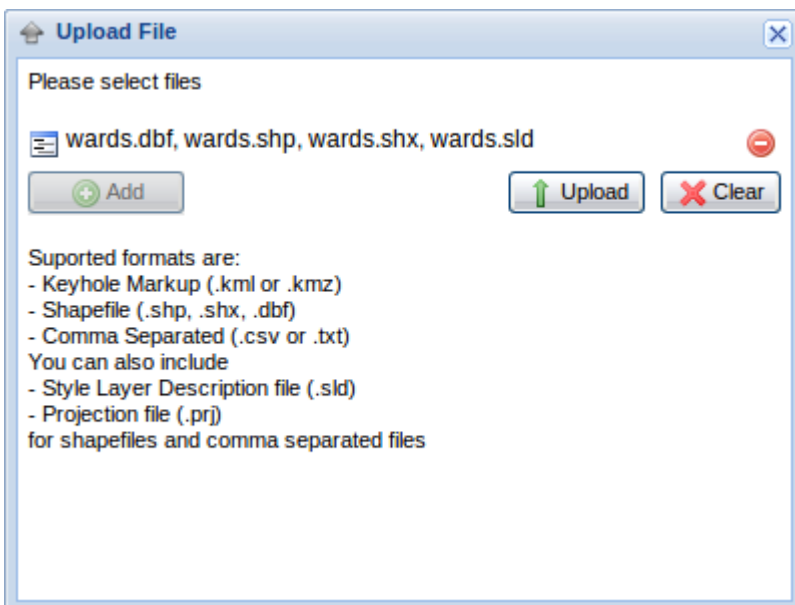 Upload File
Please select files
wards.dbf, wards.shp, wards.shx, wards.sld
Add
Upload
Clear
Suported formats are:
- Keyhole Markup (.kml or .kmz)
- Shapefile (.shp, .shx, .dbf)
- Comma Separated (.csv or .txt)
You can also include
- Style Layer Description file (.sld)
- Projection file (.prj)
for shapefiles and comma separated files